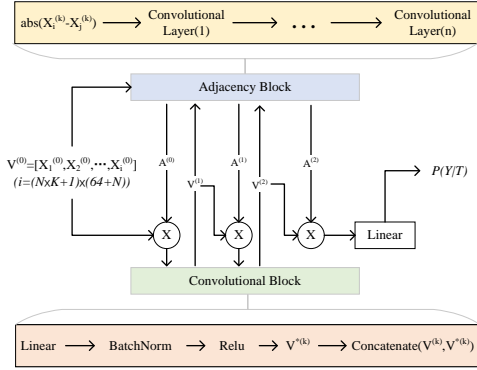 abs(X_i^(k)-X_j^(k)) Convolutional Layer(1) ... Convolutional Layer(n)
Adjacency Block
V^(0)=[X_1^(0),X_2^(0),···,X_i^(0)]
(i=(N×K+1)×(64+N))
A^(0) V^(1) A^(1) V^(2) A^(2)
P(Y/T)
X X X Linear
Convolutional Block
Linear BatchNorm Relu V^*(k) Concatenate(V^(k),V^*(k))